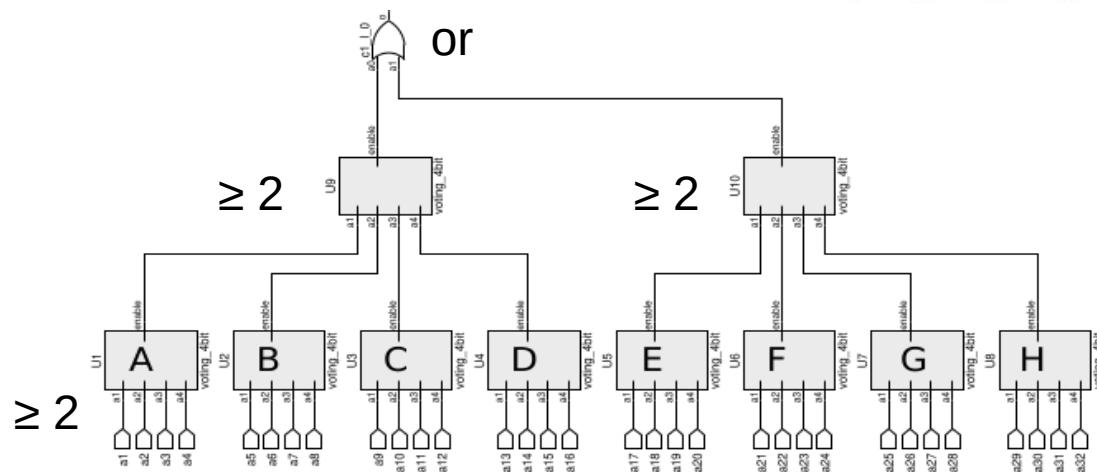 o
c1_I_0
or
a0 a1
enable enable
≥ 2 U9 voting_4bit ≥ 2 U10 voting_4bit
a1 a2 a3 a4 a1 a2 a3 a4
enable enable enable enable enable enable enable enable
U1 A voting_4bit U2 B voting_4bit U3 C voting_4bit U4 D voting_4bit U5 E voting_4bit U6 F voting_4bit U7 G voting_4bit U8 H voting_4bit
≥ 2 a1 a2 a3 a4 a1 a2 a3 a4 a1 a2 a3 a4 a1 a2 a3 a4 a1 a2 a3 a4 a1 a2 a3 a4 a1 a2 a3 a4 a1 a2 a3 a4
a1 a2 a3 a4 a5 a6 a7 a8 a9 a10 a11 a12 a13 a14 a15 a16 a17 a18 a19 a20 a21 a22 a23 a24 a25 a26 a27 a28 a29 a30 a31 a32